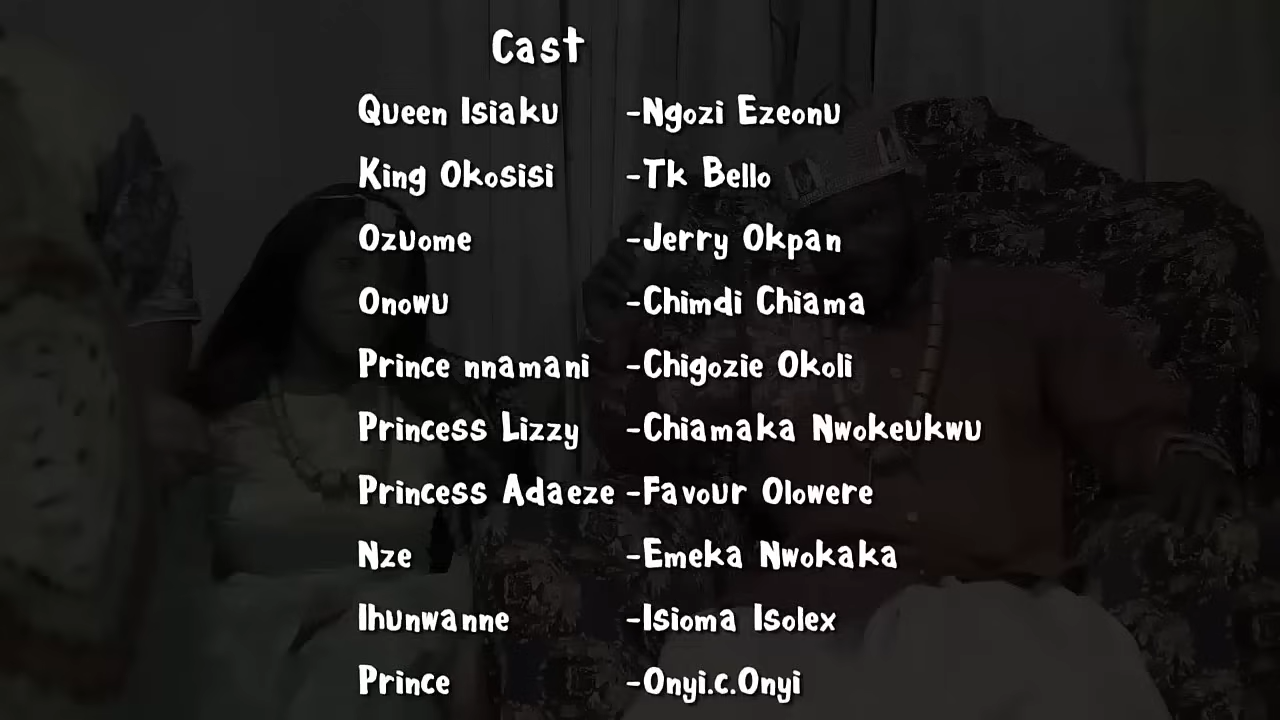 Cast
Queen Isiaku -Ngozi Ezeonu
King Okosisi -Tk Bello
Ozuome -Jerry Okpan
Onowu -Chimdi Chiama
Prince nnamani -Chigozie Okoli
Princess Lizzy -Chiamaka Nwokeukwu
Princess Adaeze -Favour Olowere
Nze -Emeka Nwokaka
Ihunwanne -Isioma Isolex
Prince -Onyi.c.Onyi